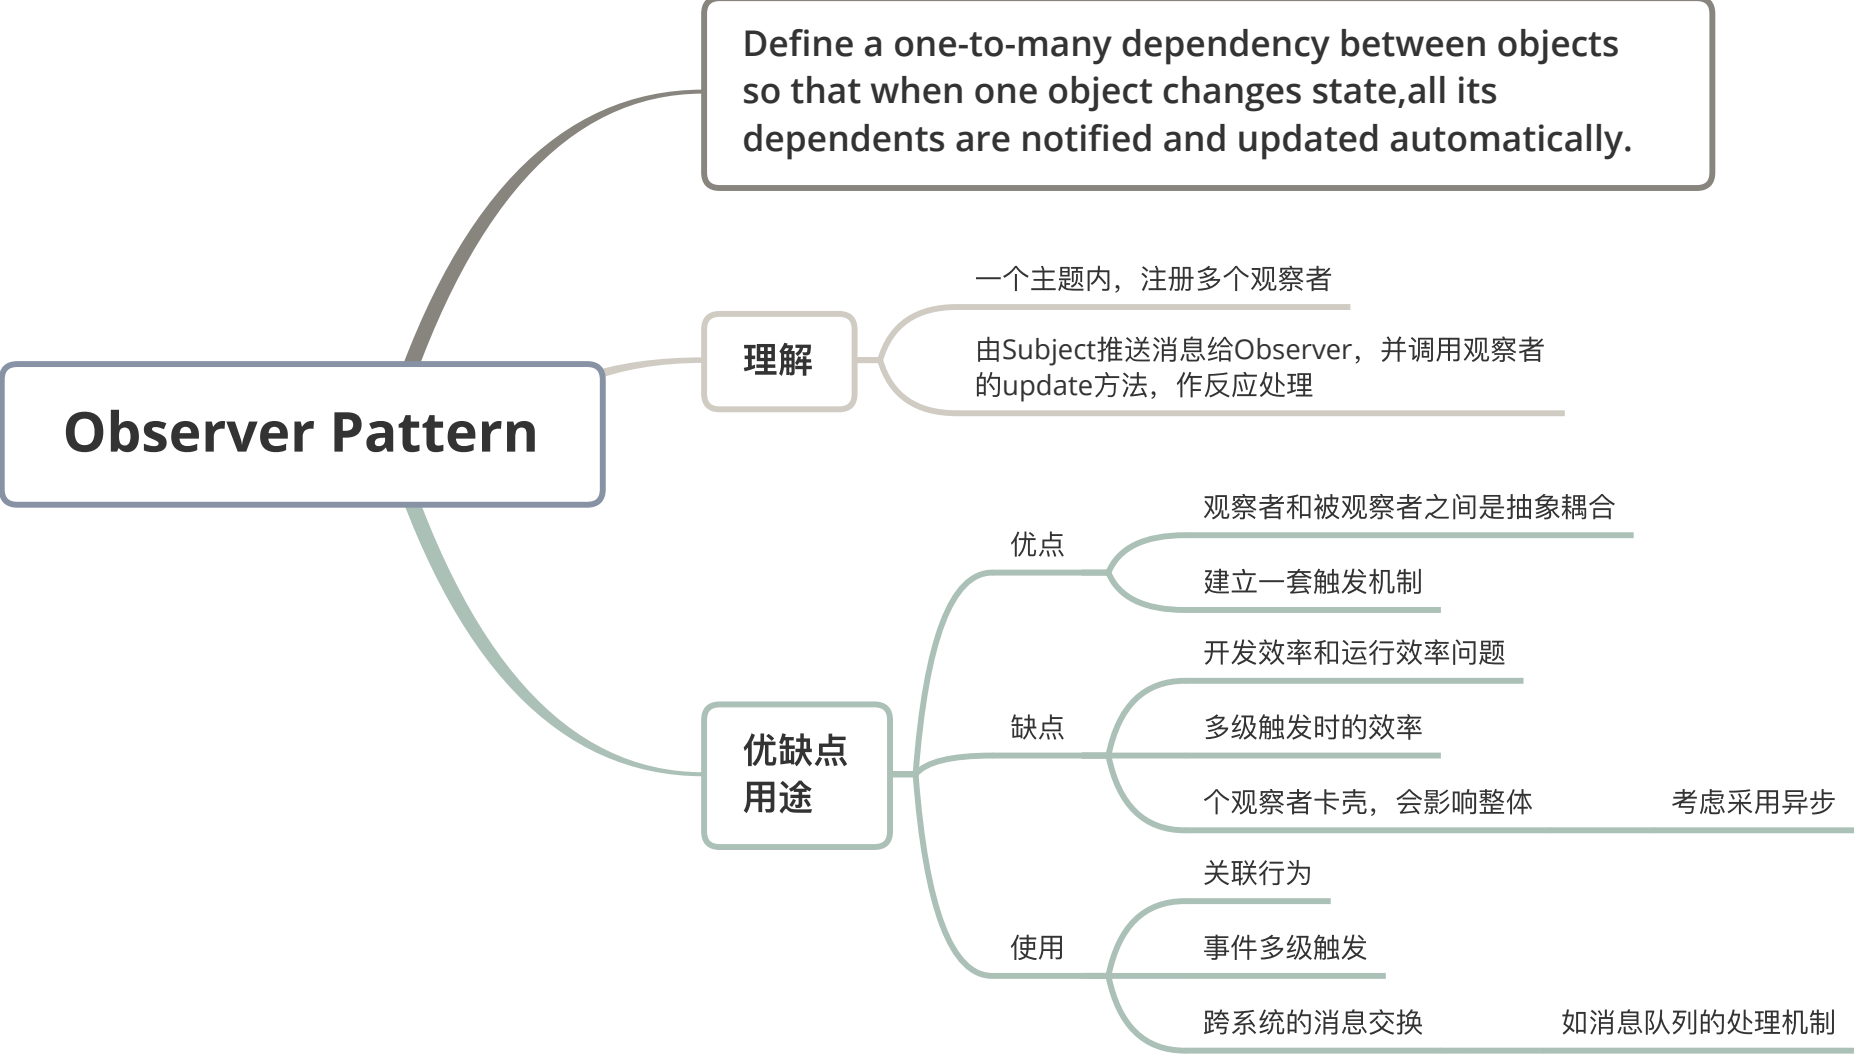 Define a one-to-many dependency between objects
so that when one object changes state,all its
dependents are notified and updated automatically.
一个主题内，注册多个观察者
理解
由Subject推送消息给Observer，并调用观察者
的update方法，作反应处理
Observer Pattern
观察者和被观察者之间是抽象耦合
优点
建立一套触发机制
开发效率和运行效率问题
缺点
多级触发时的效率
优缺点
用途
个观察者卡壳，会影响整体
考虑采用异步
关联行为
使用
事件多级触发
跨系统的消息交换
如消息队列的处理机制